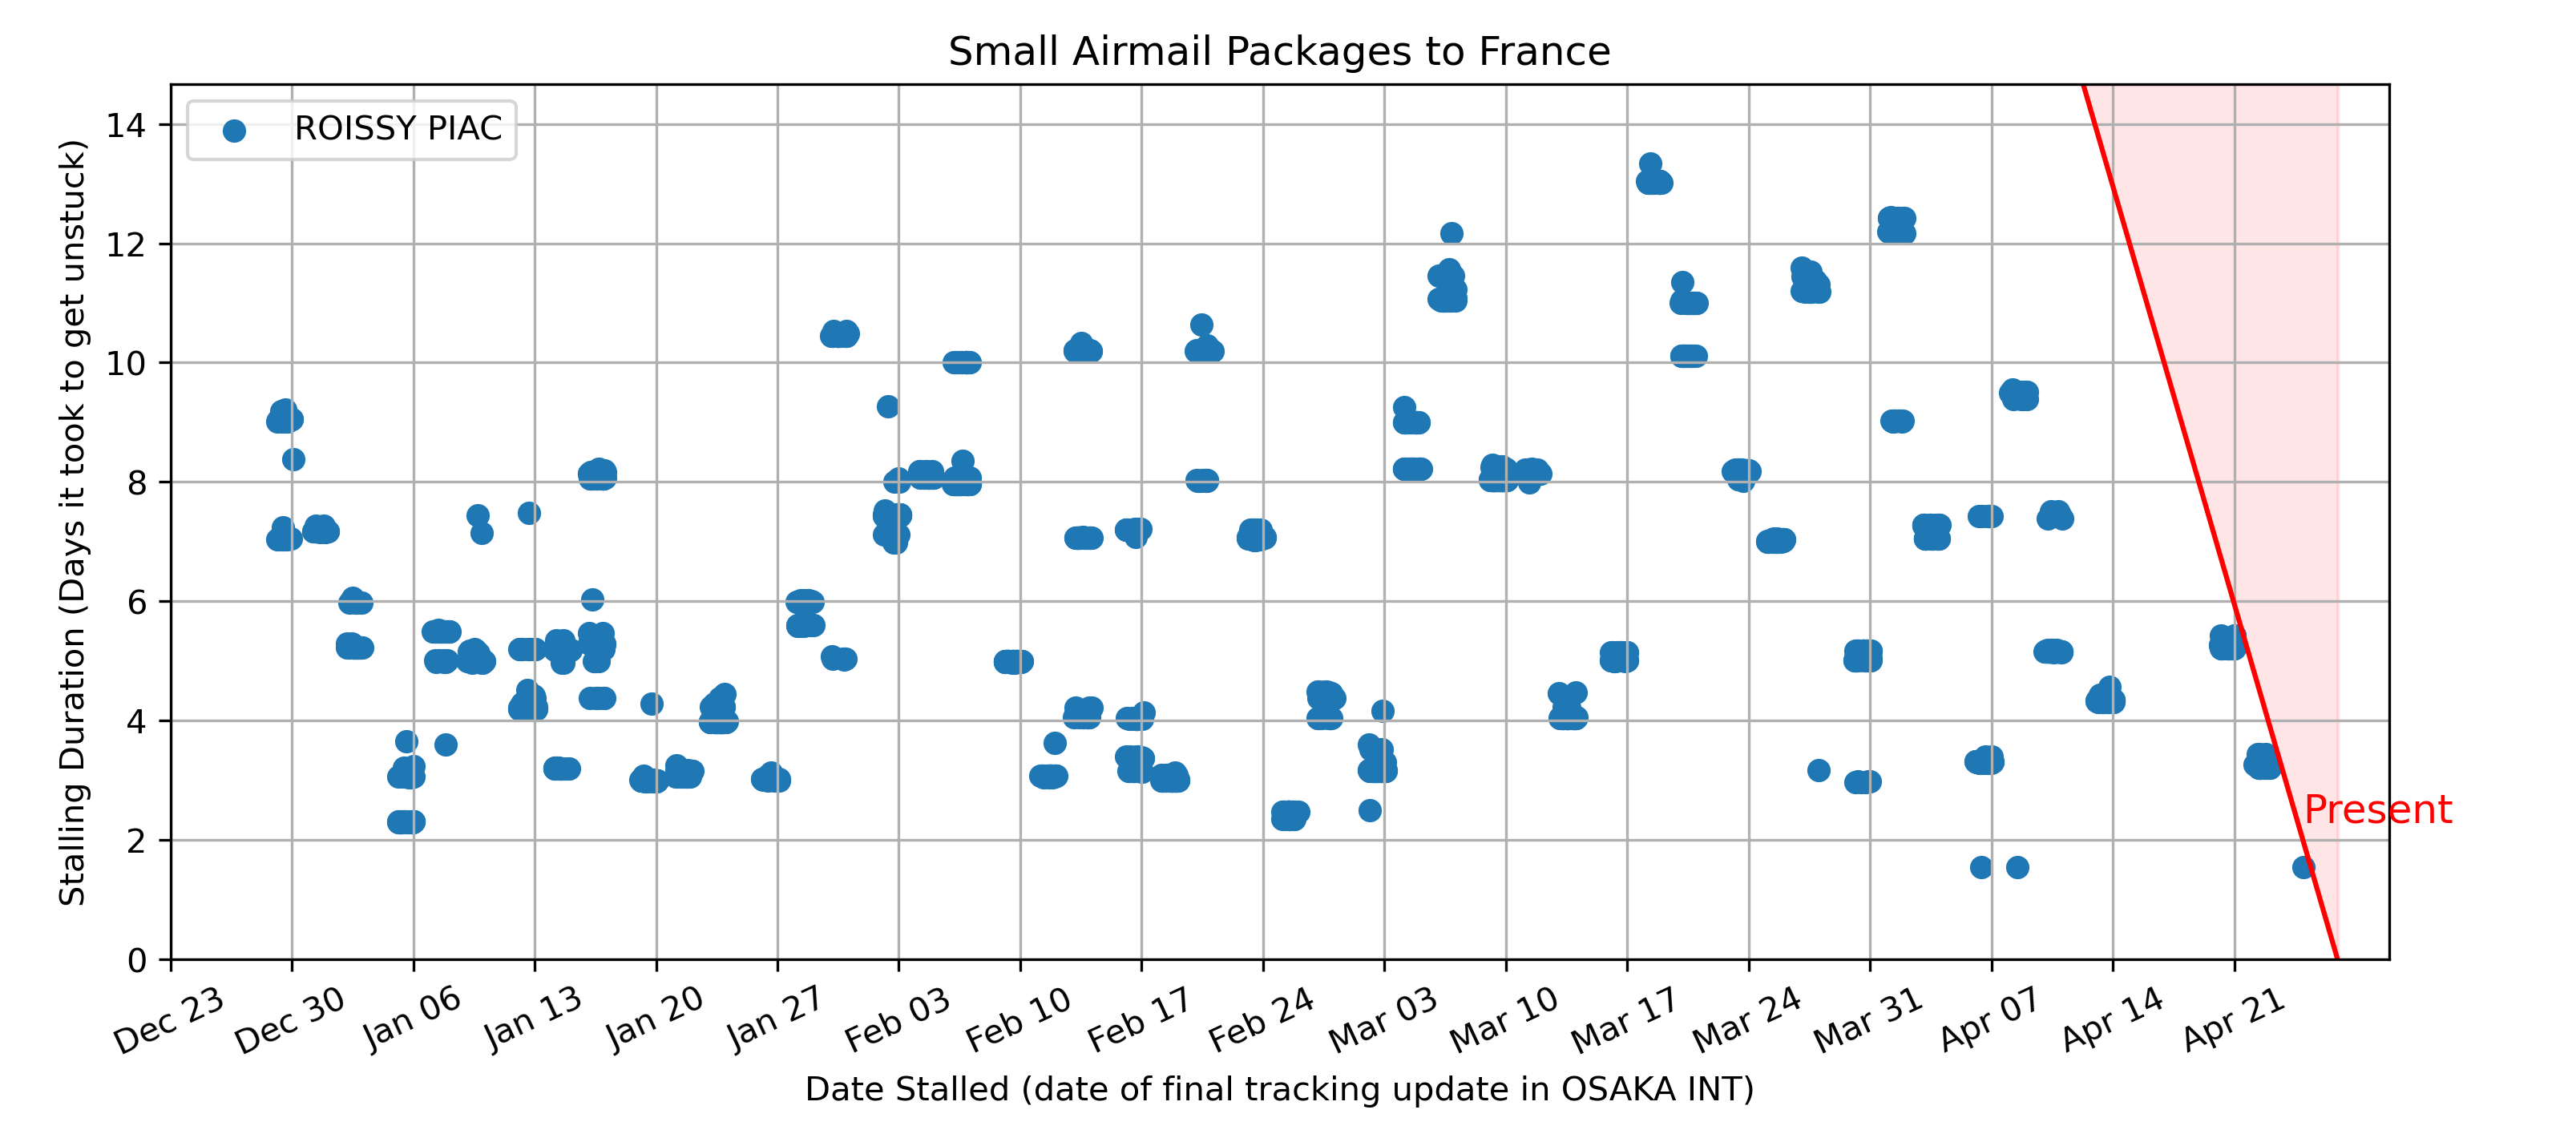 Small Airmail Packages to France
ROISSY PIAC
Stalling Duration (Days it took to get unstuck)
14
12
10
8
6
4
2
0
Present
Dec 23
Dec 30
Jan 06
Jan 13
Jan 20
Jan 27
Feb 03
Feb 10
Feb 17
Feb 24
Mar 03
Mar 10
Mar 17
Mar 24
Mar 31
Apr 07
Apr 14
Apr 21
Date Stalled (date of final tracking update in OSAKA INT)